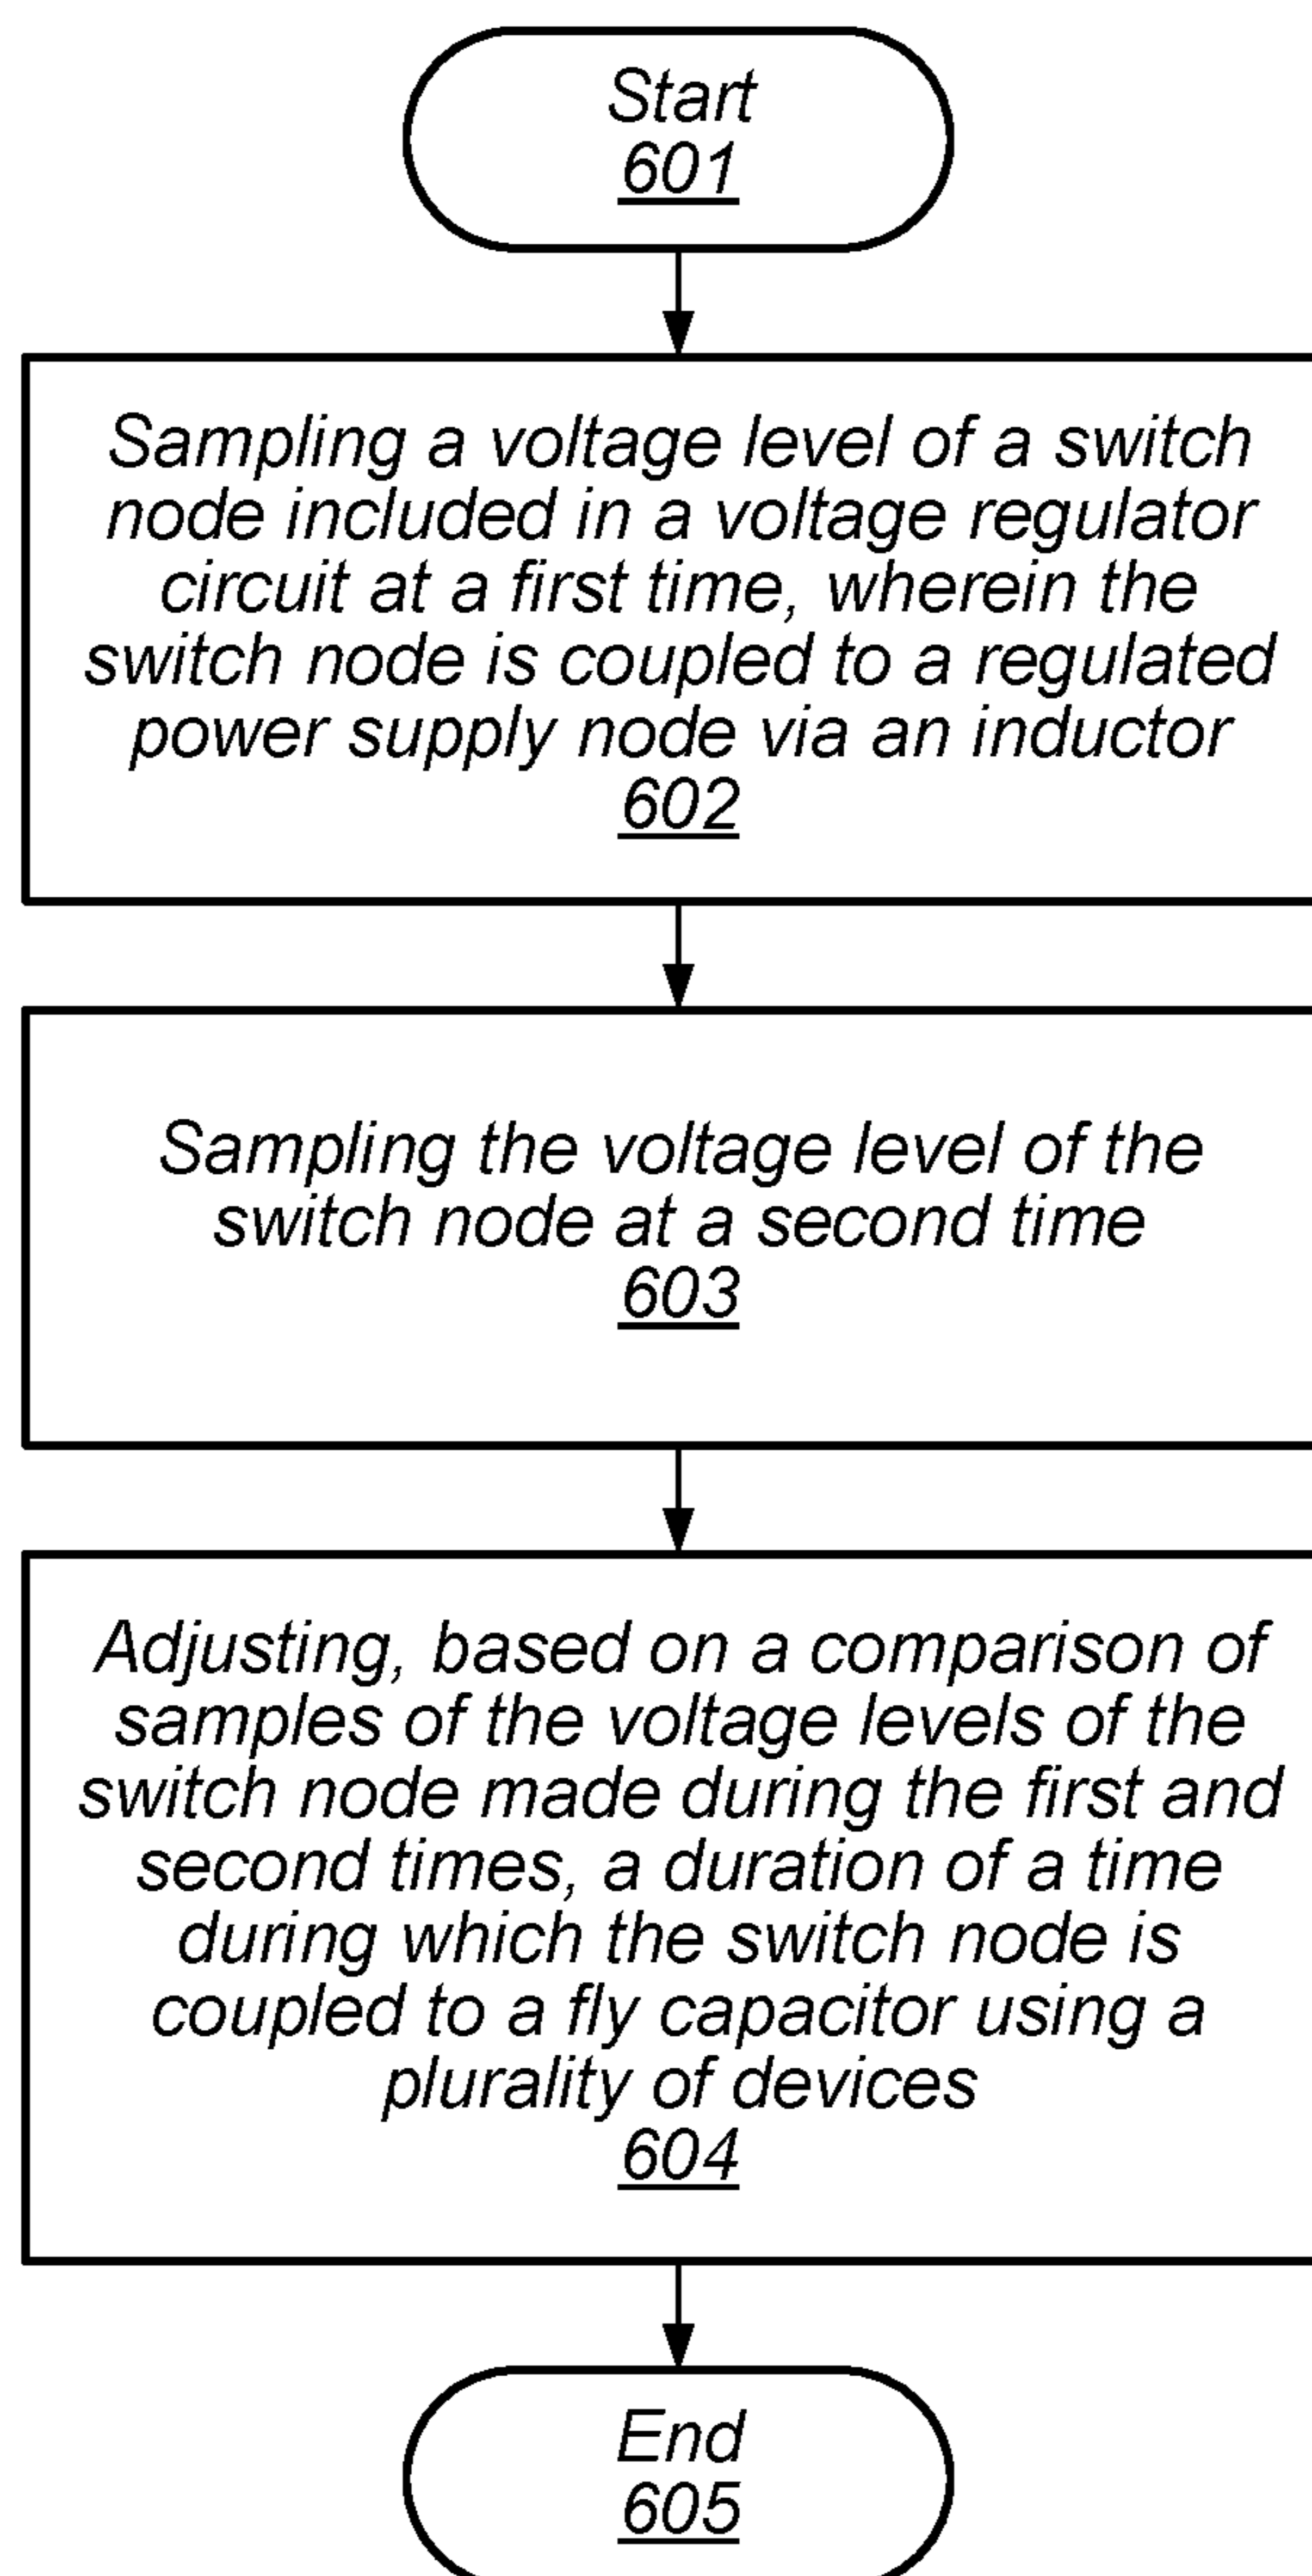 Start
601
Sampling a voltage level of a switch
node included in a voltage regulator
circuit at a first time, wherein the
switch node is coupled to a regulated
power supply node via an inductor
602
Sampling the voltage level of the
switch node at a second time
603
Adjusting, based on a comparison of
samples of the voltage levels of the
switch node made during the first and
second times, a duration of a time
during which the switch node is
coupled to a fly capacitor using a
plurality of devices
604
End
605